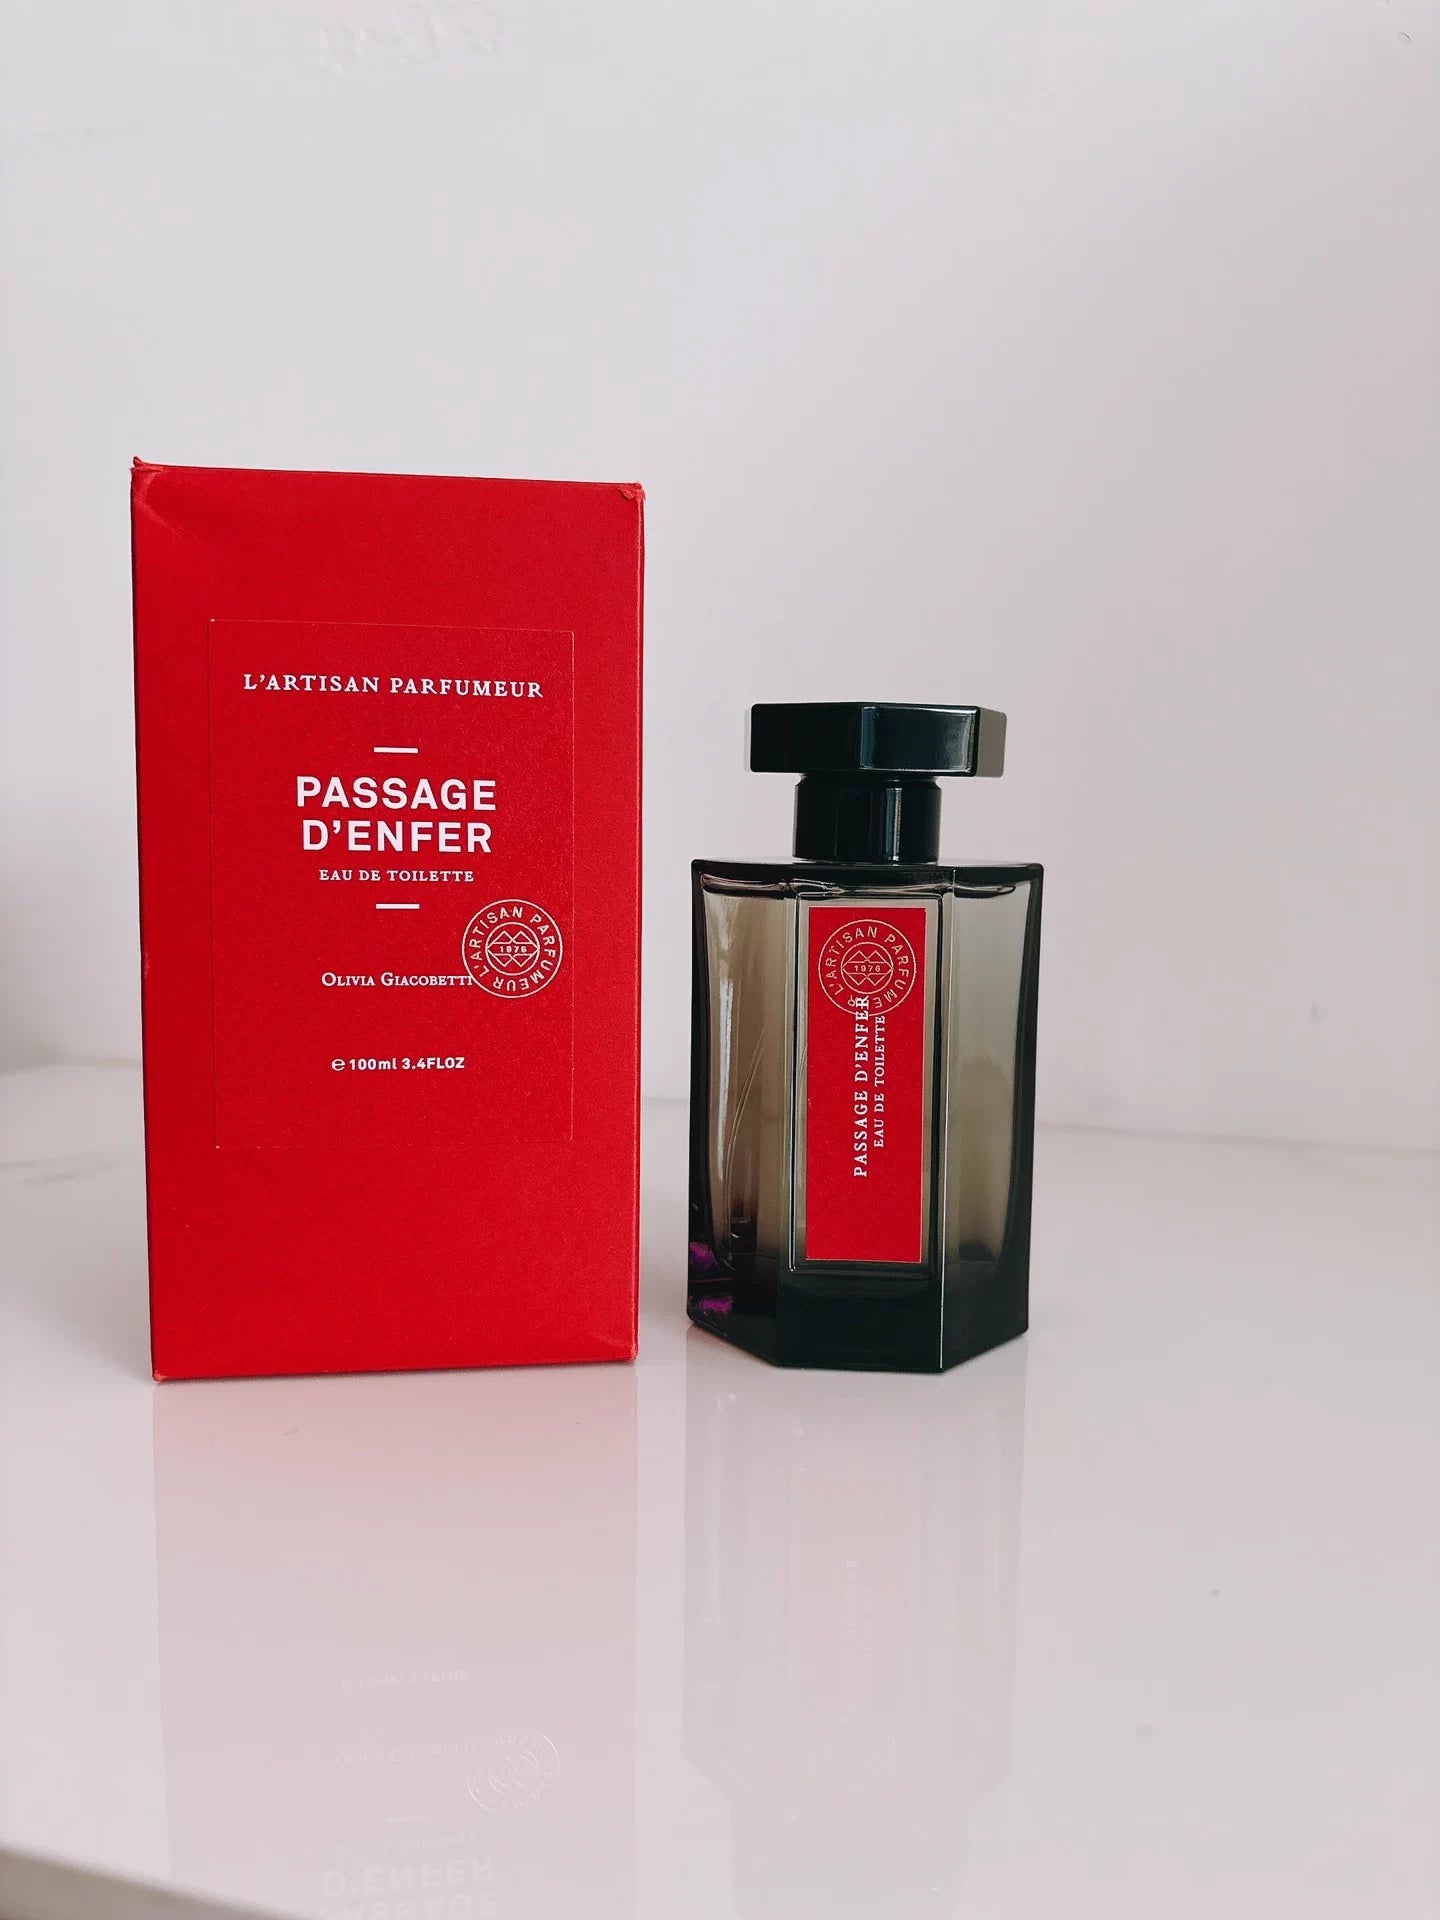 L'ARTISAN PARFUMEUR
PASSAGE
D'ENFER
EAU DE TOILETTE
L'ARTISAN PARFUMEUR
1976
OLIVIA GIACOBETTI
℮ 100ml 3.4FLOZ
L'ARTISAN PARFUMEUR
1976
PASSAGE D'ENFER
EAU DE TOILETTE